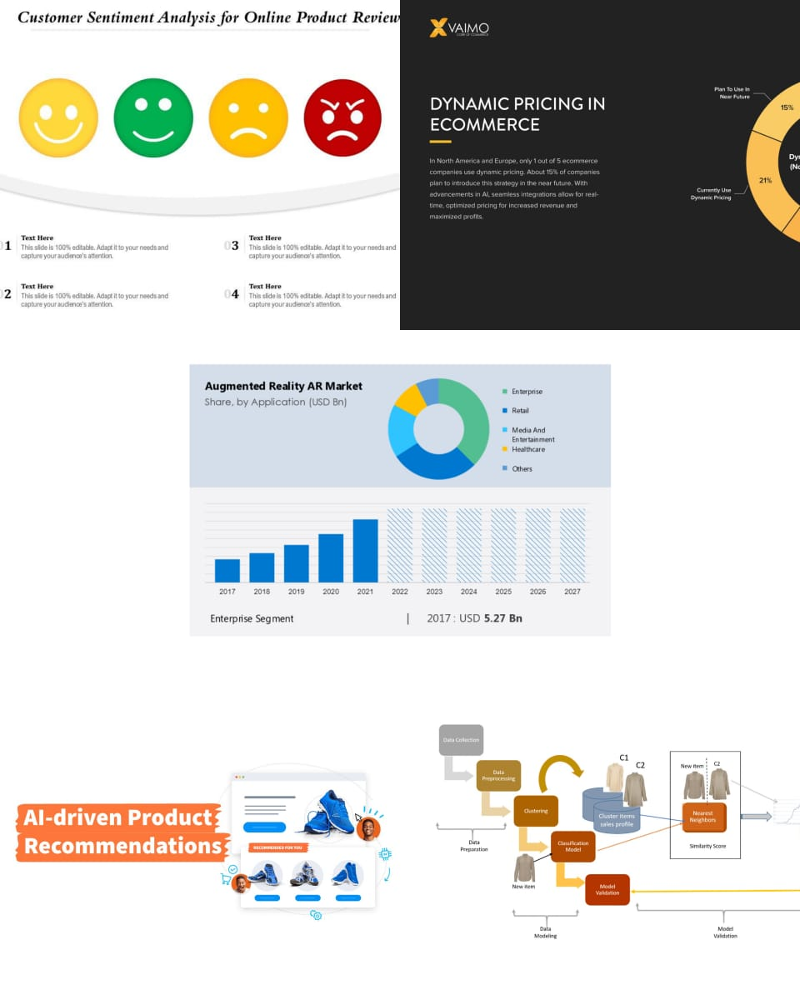 Customer Sentiment Analysis for Online Product Review
01
Text Here
This slide is 100% editable. Adapt it to your needs and
capture your audience's attention.
03
Text Here
This slide is 100% editable. Adapt it to your needs and
capture your audience's attention.
02
Text Here
This slide is 100% editable. Adapt it to your needs and
capture your audience's attention.
04
Text Here
This slide is 100% editable. Adapt it to your needs and
capture your audience's attention.
VAIMO
DYNAMIC PRICING IN
ECOMMERCE
In North America and Europe, only 1 out of 5 ecommerce
companies use dynamic pricing. About 15% of companies
plan to introduce this strategy in the near future. With
advancements in AI, seamless integrations allow for real-
time, optimized pricing for increased revenue and
maximized profits.
Plan To Use In
Near Future
15%
21%
Currently Use
Dynamic Pricing
Augmented Reality AR Market
Share, by Application (USD Bn)
Enterprise
Retail
Media And
Entertainment
Healthcare
Others
2017 2018 2019 2020 2021 2022 2023 2024 2025 2026 2027
Enterprise Segment | 2017 : USD 5.27 Bn
AI-driven Product
Recommendations
RECOMMENDED FOR YOU
Data Collection
Data
Preprocessing
Clustering
Classification
Model
Model
Validation
Data
Preparation
New item
Data
Modeling
C1
C2
Cluster items
sales profile
New item
C2
Nearest
Neighbors
Similarity Score
Model
Validation